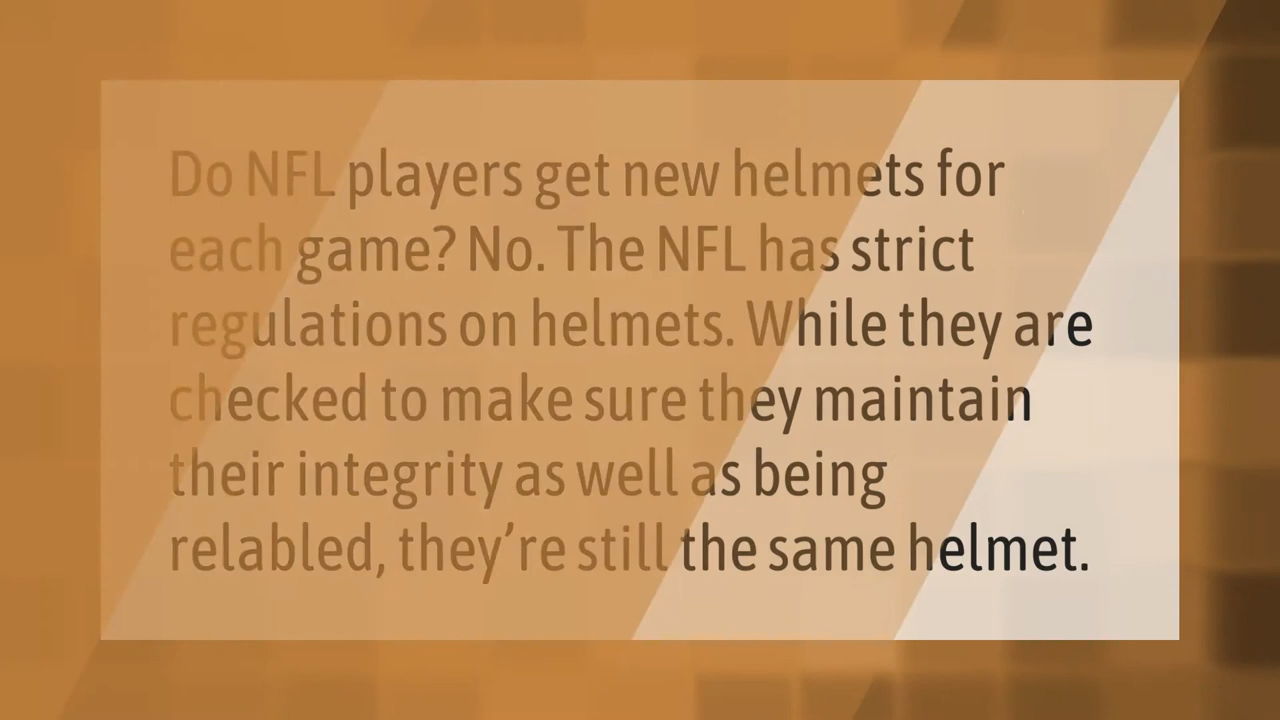 Do NFL players get new helmets for
each game? No. The NFL has strict
regulations on helmets. While they are
checked to make sure they maintain
their integrity as well as being
relabled, they’re still the same helmet.